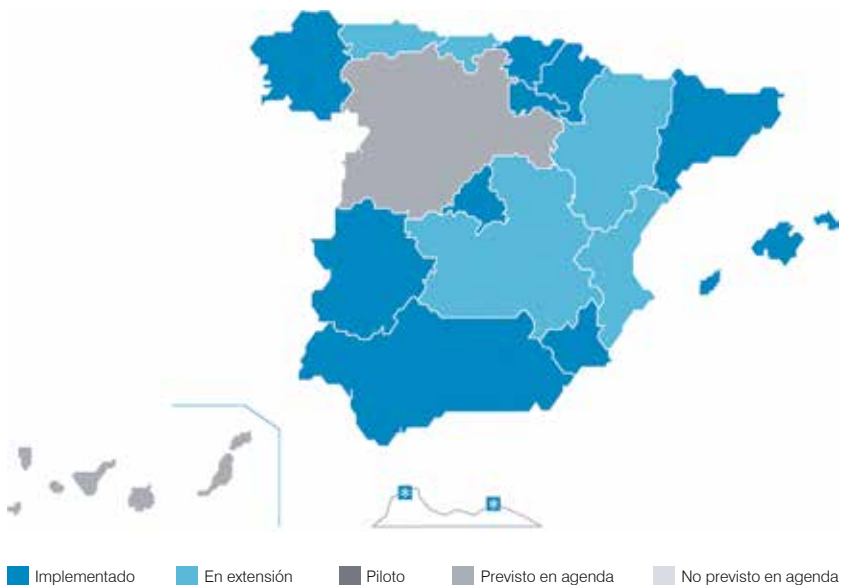 Implementado
En extensión
Piloto
Previsto en agenda
No previsto en agenda